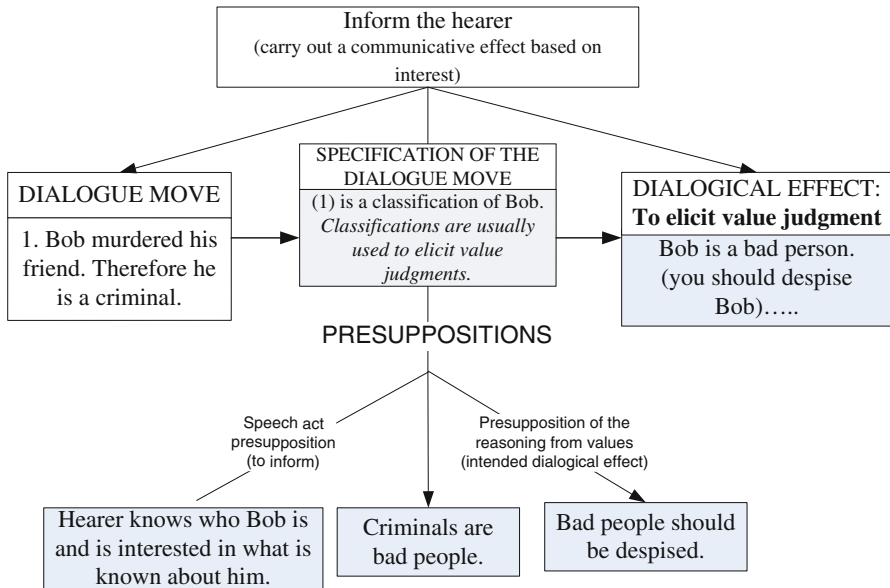 Inform the hearer
(carry out a communicative effect based on
interest)
DIALOGUE MOVE
1. Bob murdered his
friend. Therefore he
is a criminal.
SPECIFICATION OF THE
DIALOGUE MOVE
(1) is a classification of Bob.
Classifications are usually
used to elicit value
judgments.
DIALOGICAL EFFECT:
To elicit value judgment
Bob is a bad person.
(you should despise
Bob)…..
PRESUPPOSITIONS
Speech act
presupposition
(to inform)
Presupposition of the
reasoning from values
(intended dialogical effect)
Hearer knows who Bob is
and is interested in what is
known about him.
Criminals are
bad people.
Bad people should
be despised.